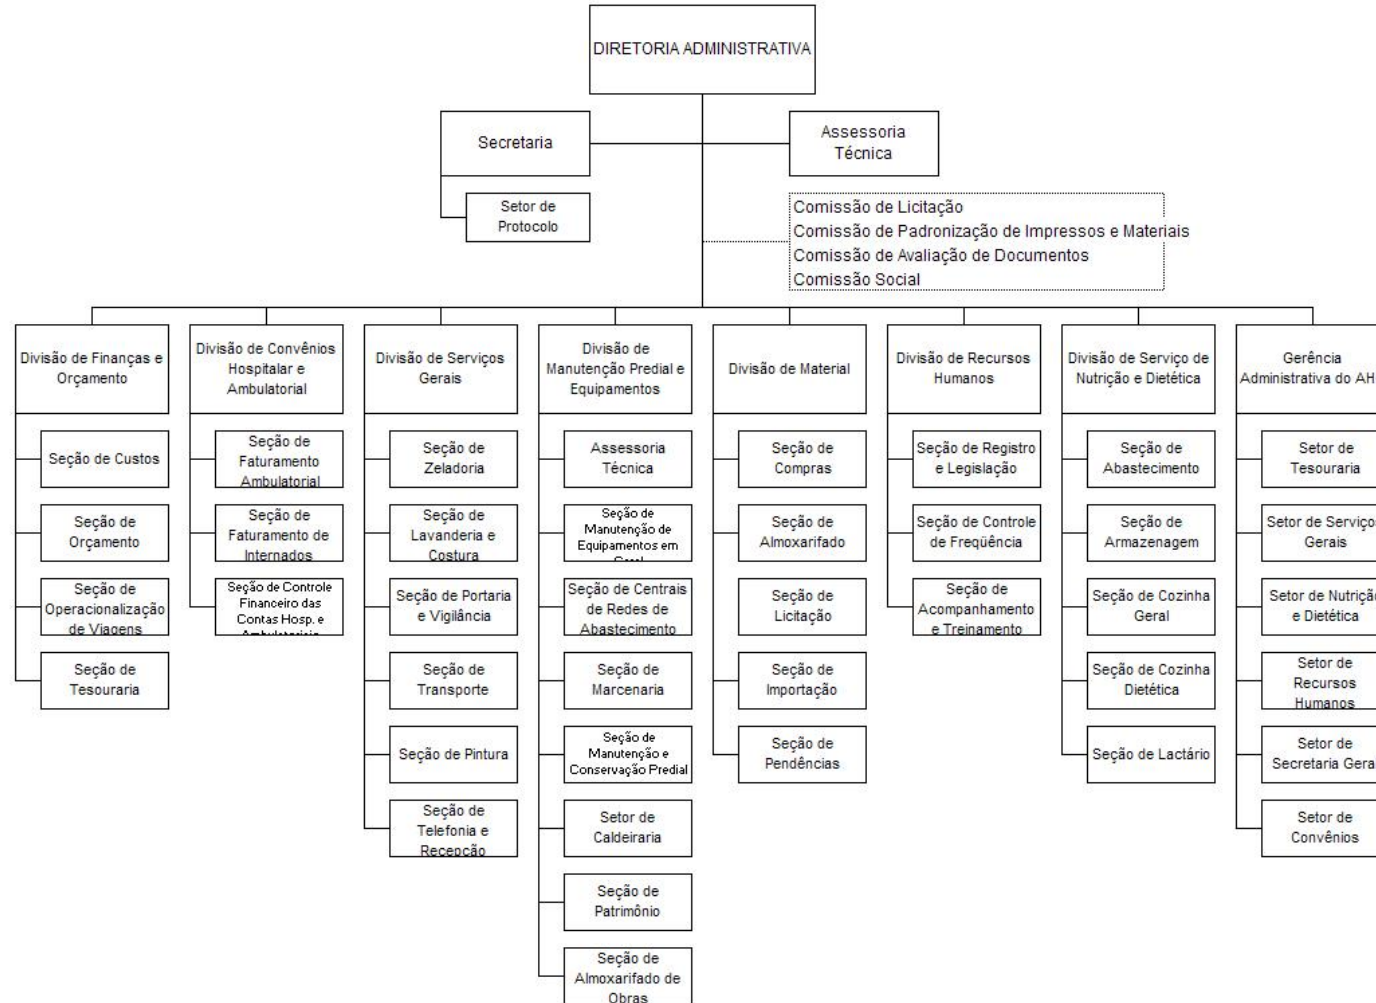 DIRETORIA ADMINISTRATIVA
Secretaria
Assessoria
Técnica
Setor de
Protocolo
Comissão de Licitação
Comissão de Padronização de Impressos e Materiais
Comissão de Avaliação de Documentos
Comissão Social
Divisão de Finanças e
Orçamento
Divisão de Convênios
Hospitalar e
Ambulatorial
Divisão de Serviços
Gerais
Divisão de
Manutenção Predial e
Equipamentos
Divisão de Material
Divisão de Recursos
Humanos
Divisão de Serviço de
Nutrição e Dietética
Gerência
Administrativa do AH
Seção de Custos
Seção de
Orçamento
Seção de
Operacionalização
de Viagens
Seção de
Tesouraria
Seção de
Faturamento
Ambulatorial
Seção de
Faturamento de
Internados
Seção de Controle
Financeiro das
Contas Hosp. e
Seção de
Zeladoria
Seção de
Lavanderia e
Costura
Seção de Portaria
e Vigilância
Seção de
Transporte
Seção de Pintura
Seção de
Telefonia e
Recepção
Assessoria
Técnica
Seção de
Manutenção de
Equipamentos em
Seção de Centrais
de Redes de
Abastecimento
Seção de
Marcenaria
Seção de
Manutenção e
Conservação Predial
Setor de
Caldeiraria
Seção de
Patrimônio
Seção de
Almoxarifado de
Obras
Seção de
Compras
Seção de
Almoxarifado
Seção de
Licitação
Seção de
Importação
Seção de
Pendências
Seção de Registro
e Legislação
Seção de Controle
de Freqüência
Seção de
Acompanhamento
e Treinamento
Seção de
Abastecimento
Seção de
Armazenagem
Seção de Cozinha
Geral
Seção de Cozinha
Dietética
Seção de Lactário
Setor de
Tesouraria
Setor de Serviços
Gerais
Setor de Nutrição
e Dietética
Setor de
Recursos
Humanos
Setor de
Secretaria Geral
Setor de
Convênios